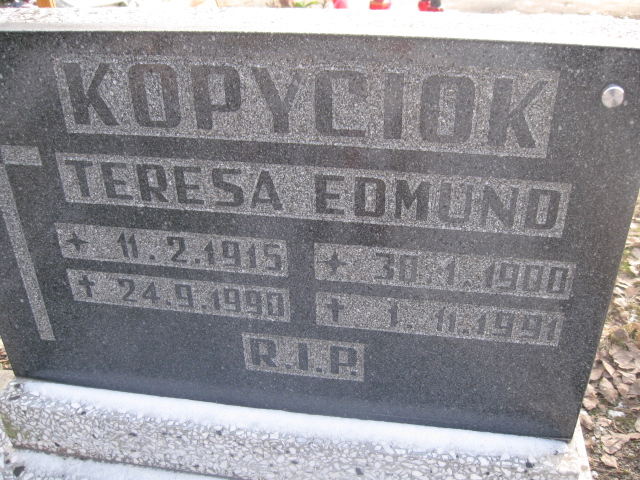 KOPYCIOK
TERESA EDMUND
+ 11.2.1915 + 30.1.1900
† 24.9.1990 † 1.11.1991
R.I.P.